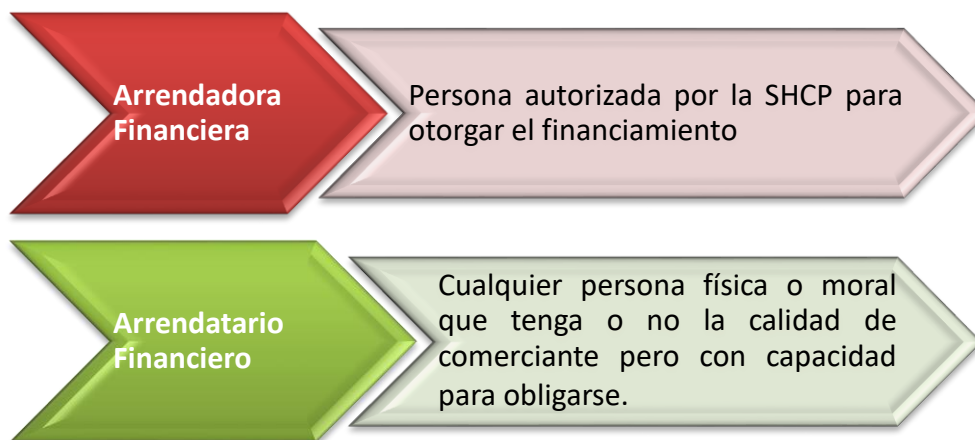 Arrendadora
Financiera
Persona autorizada por la SHCP para
otorgar el financiamiento
Arrendatario
Financiero
Cualquier persona física o moral
que tenga o no la calidad de
comerciante pero con capacidad
para obligarse.